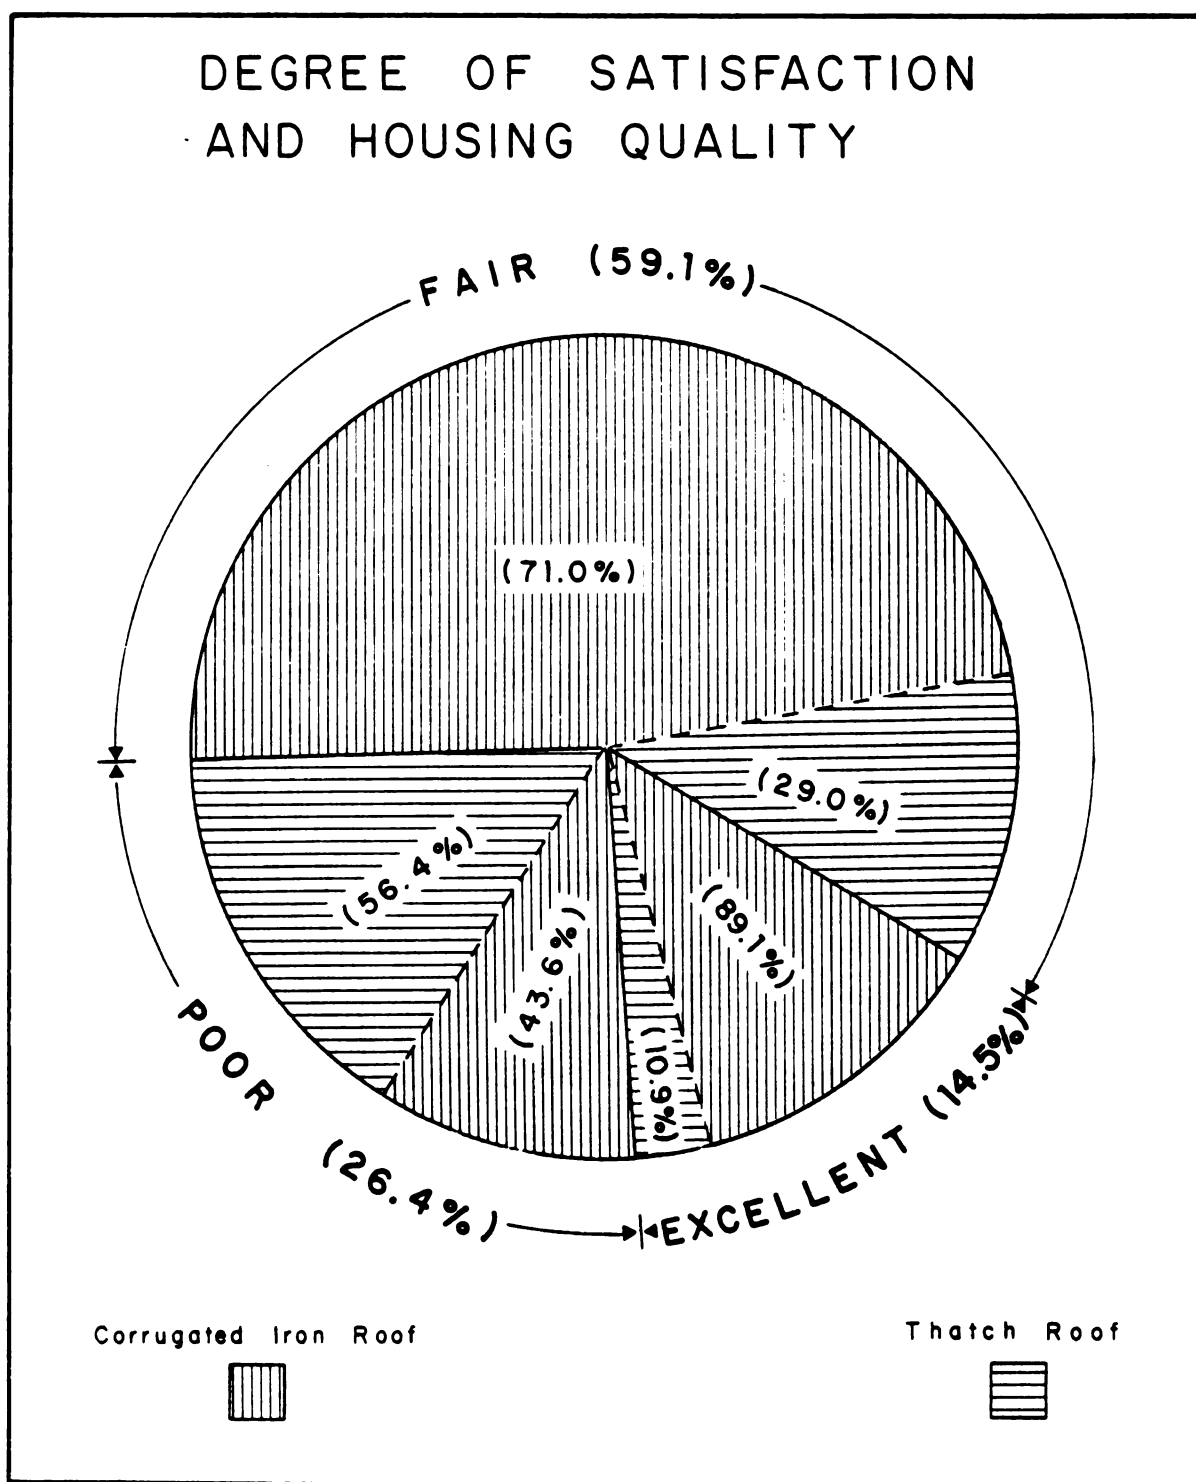 DEGREE OF SATISFACTION
AND HOUSING QUALITY
FAIR (59.1%)
(71.0%)
(29.0%)
(56.4%)
(43.6%)
(10.9%)
(89.1%)
POOR (26.4%)
EXCELLENT (14.5%)
Corrugated Iron Roof
Thatch Roof